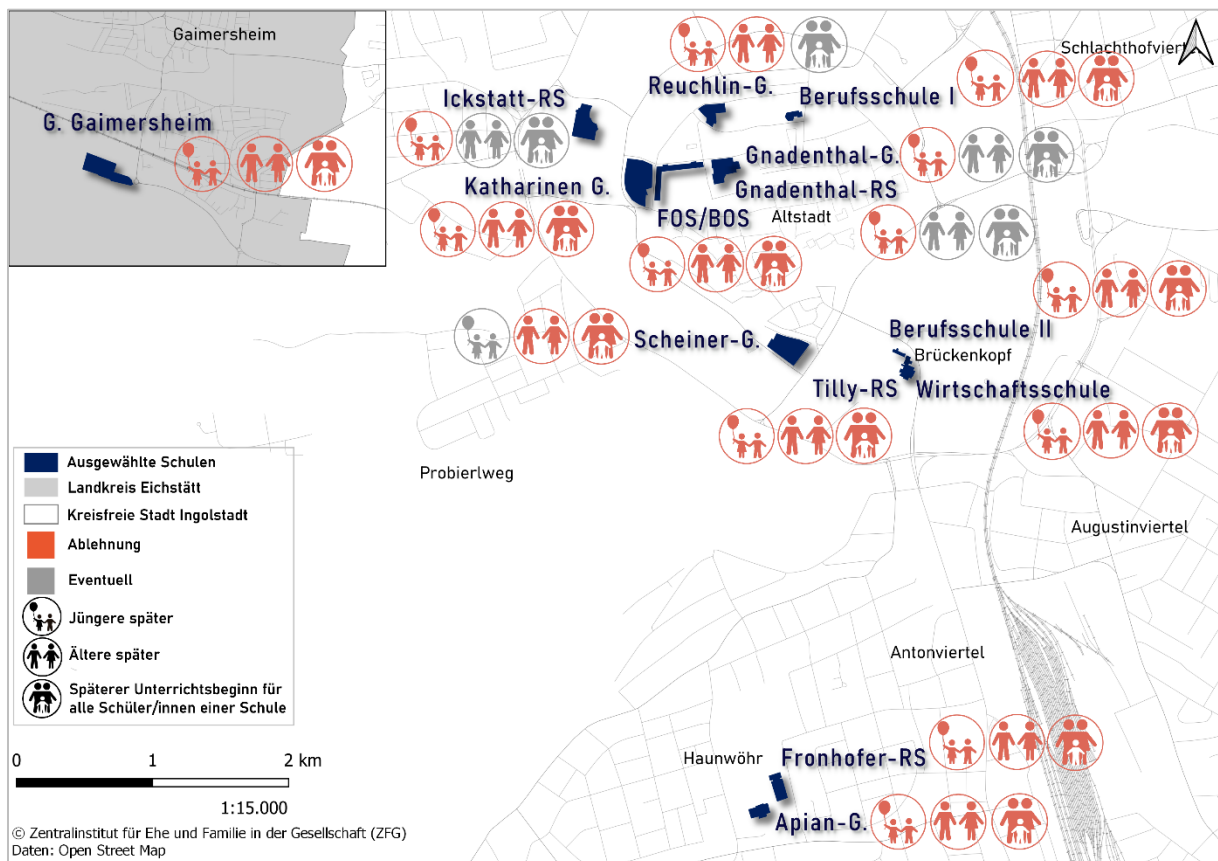 Gaimersheim
G. Gaimersheim
Schlachthofviert
Reuchlin-G.
Berufsschule I
Ickstatt-RS
Gnadenthal-G.
Katharinen G.
Gnadenthal-RS
FOS/BOS
Altstadt
Scheiner-G.
Berufsschule II
Brückenkopf
Tilly-RS
Wirtschaftsschule
Probierlweg
Augustinviertel
Antonviertel
Haunwöhr
Fronhofer-RS
Apian-G.
Ausgewählte Schulen
Landkreis Eichstätt
Kreisfreie Stadt Ingolstadt
Ablehnung
Eventuell
Jüngere später
Ältere später
Späterer Unterrichtsbeginn für
alle Schüler/innen einer Schule
0 1 2 km
1:15.000
© Zentralinstitut für Ehe und Familie in der Gesellschaft (ZFG)
Daten: Open Street Map